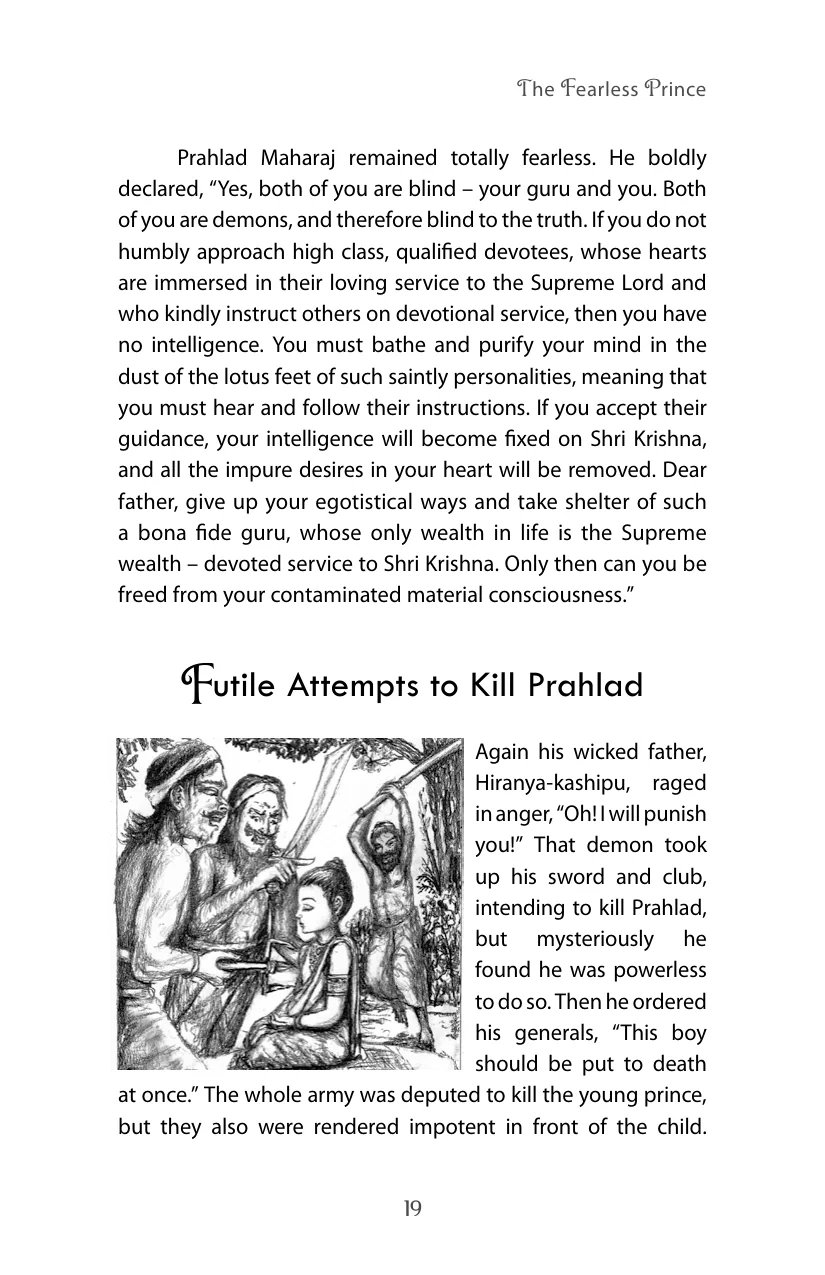 The Fearless Prince
Prahlad Maharaj remained totally fearless. He boldly
declared, “Yes, both of you are blind – your guru and you. Both
of you are demons, and therefore blind to the truth. If you do not
humbly approach high class, qualified devotees, whose hearts
are immersed in their loving service to the Supreme Lord and
who kindly instruct others on devotional service, then you have
no intelligence. You must bathe and purify your mind in the
dust of the lotus feet of such saintly personalities, meaning that
you must hear and follow their instructions. If you accept their
guidance, your intelligence will become fixed on Shri Krishna,
and all the impure desires in your heart will be removed. Dear
father, give up your egotistical ways and take shelter of such
a bona fide guru, whose only wealth in life is the Supreme
wealth – devoted service to Shri Krishna. Only then can you be
freed from your contaminated material consciousness.”
Futile Attempts to Kill Prahlad
Again his wicked father,
Hiranya-kashipu, raged
in anger, “Oh! I will punish
you!” That demon took
up his sword and club,
intending to kill Prahlad,
but mysteriously he
found he was powerless
to do so. Then he ordered
his generals, “This boy
should be put to death
at once.” The whole army was deputed to kill the young prince,
but they also were rendered impotent in front of the child.
19